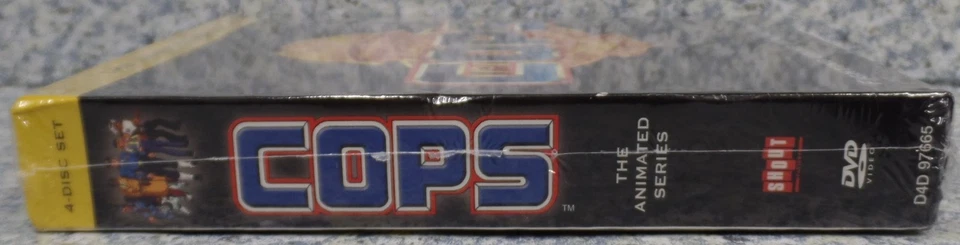 4-DISC SET
COPS
TM
THE
ANIMATED
SERIES
SHOUT
DVD
VIDEO
D4D 97665